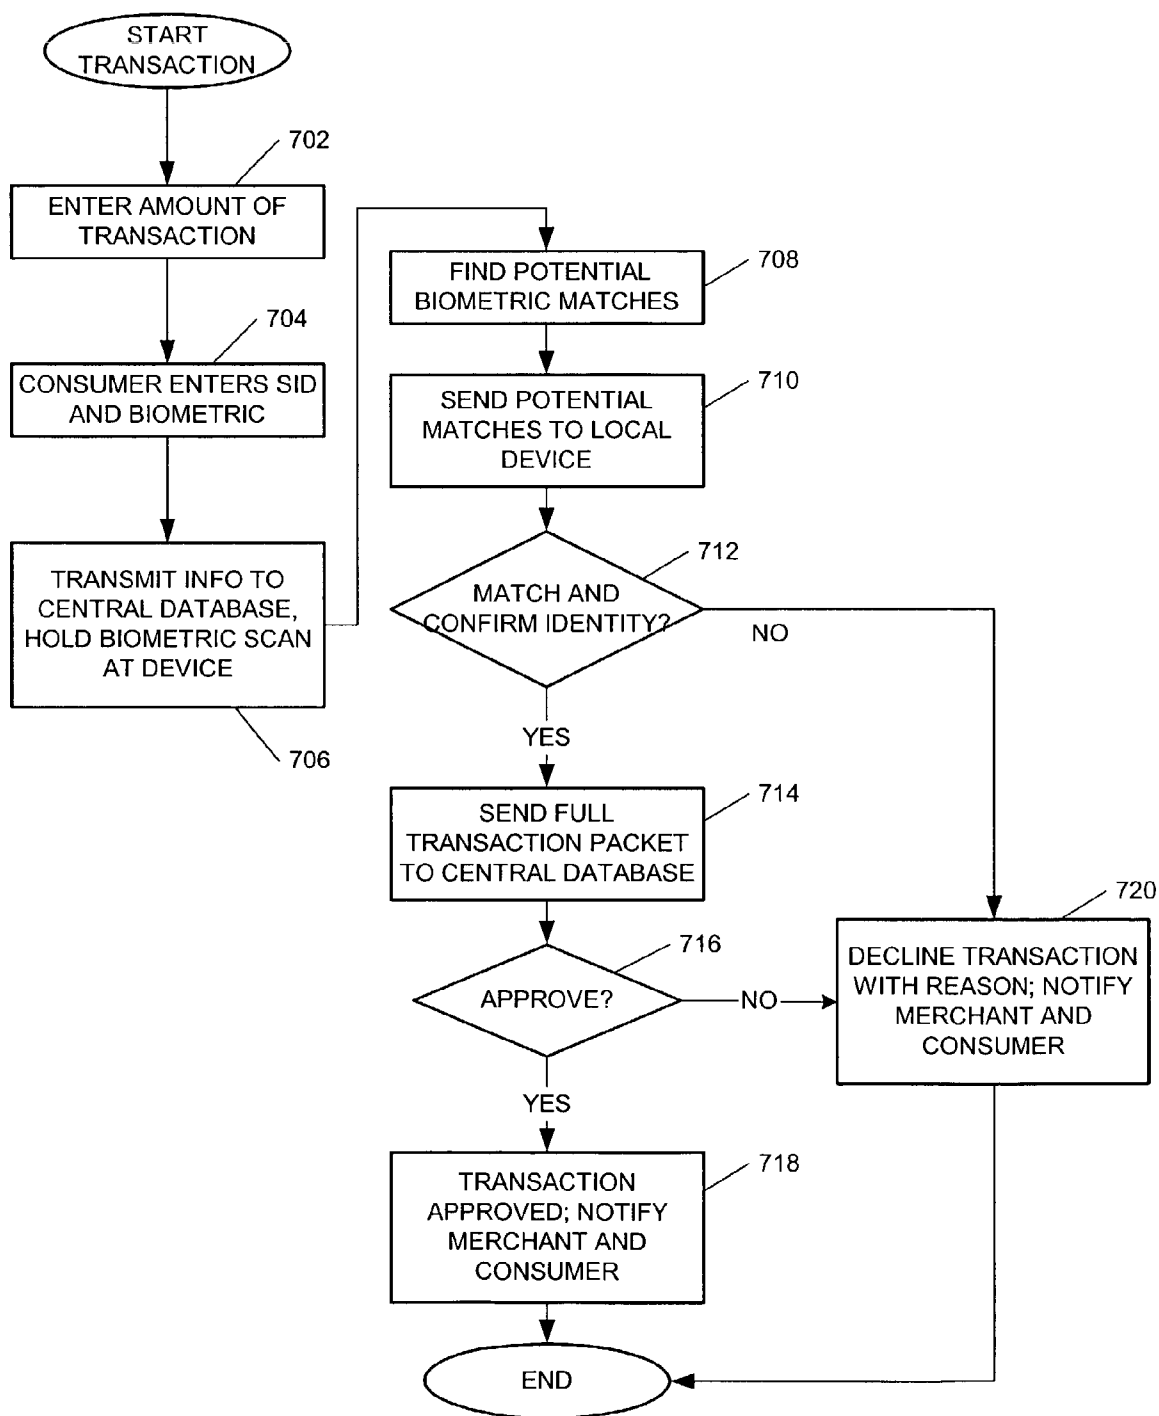 START
TRANSACTION
702
ENTER AMOUNT OF
TRANSACTION
704
CONSUMER ENTERS SID
AND BIOMETRIC
TRANSMIT INFO TO
CENTRAL DATABASE,
HOLD BIOMETRIC SCAN
AT DEVICE
706
708
FIND POTENTIAL
BIOMETRIC MATCHES
710
SEND POTENTIAL
MATCHES TO LOCAL
DEVICE
712
MATCH AND
CONFIRM IDENTITY?
NO
YES
714
SEND FULL
TRANSACTION PACKET
TO CENTRAL DATABASE
716
APPROVE?
NO
720
DECLINE TRANSACTION
WITH REASON; NOTIFY
MERCHANT AND
CONSUMER
YES
718
TRANSACTION
APPROVED; NOTIFY
MERCHANT AND
CONSUMER
END